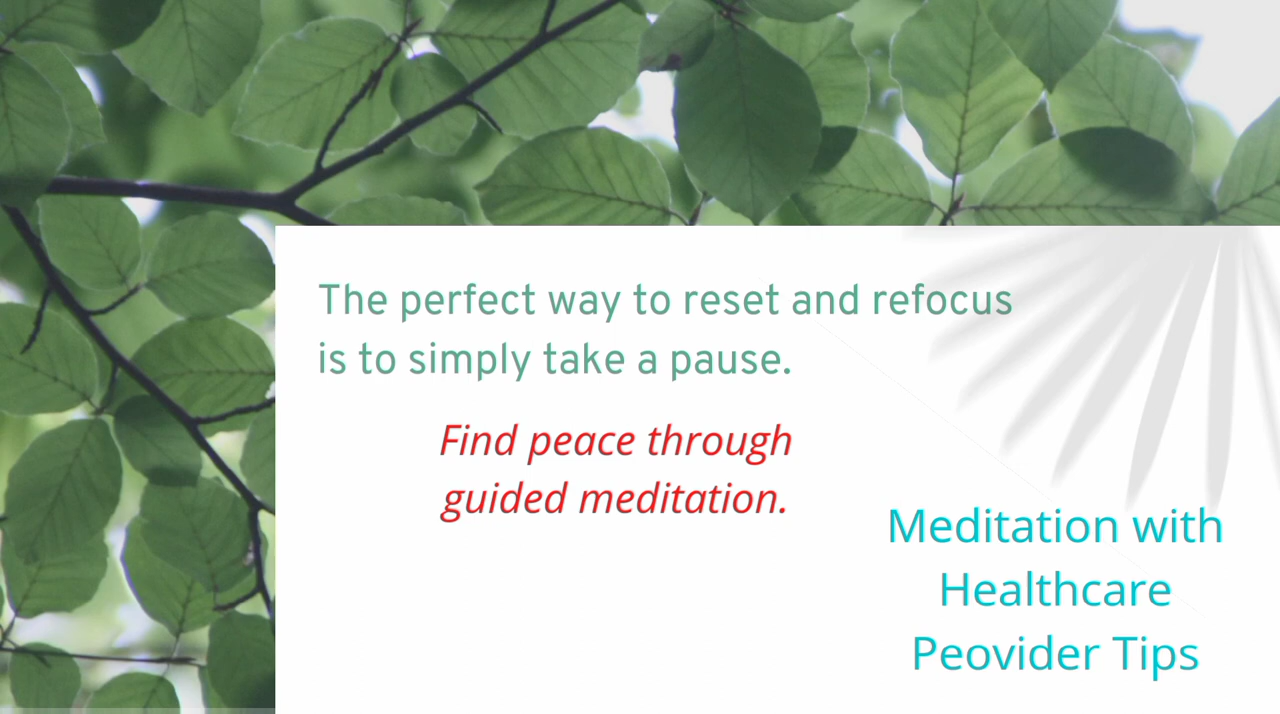 The perfect way to reset and refocus
is to simply take a pause.
Find peace through
guided meditation.
Meditation with
Healthcare
Peovider Tips